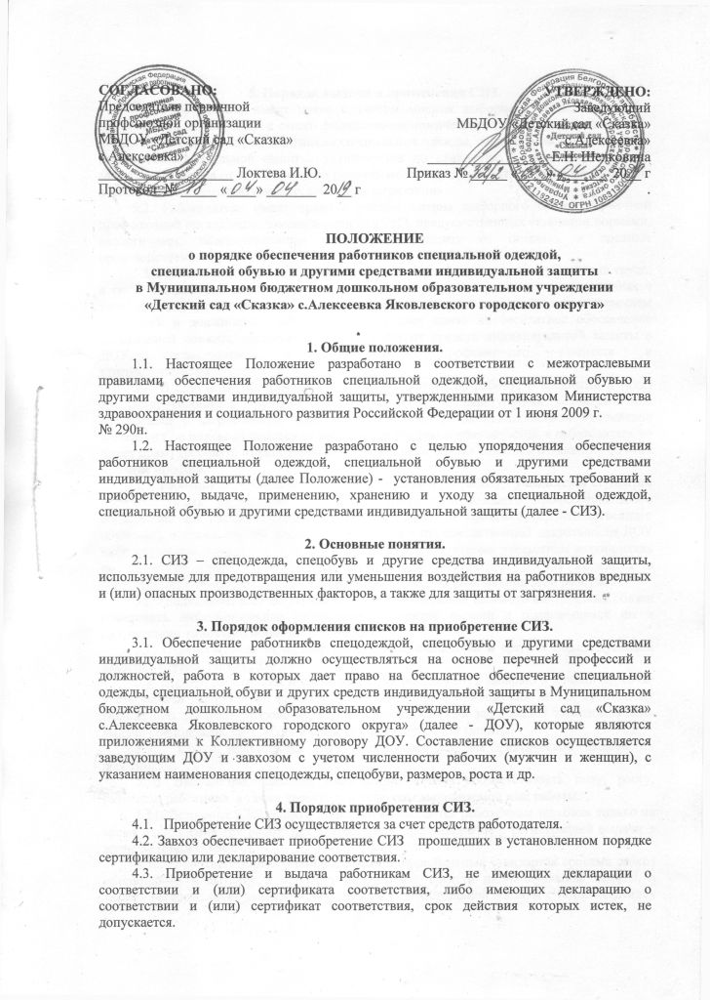 СОГЛАСОВАНО:
Председатель первичной
профсоюзной организации
МБДОУ «Детский сад «Сказка»
с.Алексеевка»
Локтева И.Ю.
Протокол № 18 « 04 » 04 2019 г
УТВЕРЖДЕНО:
Заведующий
МБДОУ «Детский сад «Сказка»
с.Алексеевка»
Е.Н. Шелковина
Приказ № 04 20 г
.
ПОЛОЖЕНИЕ
о порядке обеспечения работников специальной одеждой,
специальной обувью и другими средствами индивидуальной защиты
в Муниципальном бюджетном дошкольном образовательном учреждении
«Детский сад «Сказка» с.Алексеевка Яковлевского городского округа»
1. Общие положения.
1.1. Настоящее Положение разработано в соответствии с межотраслевыми
правилами обеспечения работников специальной одеждой, специальной обувью и
другими средствами индивидуальной защиты, утвержденными приказом Министерства
здравоохранения и социального развития Российской Федерации от 1 июня 2009 г.
№ 290н.
1.2. Настоящее Положение разработано с целью упорядочения обеспечения
работников специальной одеждой, специальной обувью и другими средствами
индивидуальной защиты (далее Положение) - установления обязательных требований к
приобретению, выдаче, применению, хранению и уходу за специальной одеждой,
специальной обувью и другими средствами индивидуальной защиты (далее - СИЗ).
2. Основные понятия.
2.1. СИЗ – спецодежда, спецобувь и другие средства индивидуальной защиты,
используемые для предотвращения или уменьшения воздействия на работников вредных
и (или) опасных производственных факторов, а также для защиты от загрязнения.
3. Порядок оформления списков на приобретение СИЗ.
3.1. Обеспечение работников спецодеждой, спецобувью и другими средствами
индивидуальной защиты должно осуществляться на основе перечней профессий и
должностей, работа в которых дает право на бесплатное обеспечение специальной
одежды, специальной обуви и других средств индивидуальной защиты в Муниципальном
бюджетном дошкольном образовательном учреждении «Детский сад «Сказка»
с.Алексеевка Яковлевского городского округа» (далее - ДОУ), которые являются
приложениями к Коллективному договору ДОУ. Составление списков осуществляется
заведующим ДОУ и завхозом с учетом численности рабочих (мужчин и женщин), с
указанием наименования спецодежды, спецобуви, размеров, роста и др.
4. Порядок приобретения СИЗ.
4.1. Приобретение СИЗ осуществляется за счет средств работодателя.
4.2. Завхоз обеспечивает приобретение СИЗ прошедших в установленном порядке
сертификацию или декларирование соответствия.
4.3. Приобретение и выдача работникам СИЗ, не имеющих декларации о
соответствии и (или) сертификата соответствия, либо имеющих декларацию о
соответствии и (или) сертификат соответствия, срок действия которых истек, не
допускается.